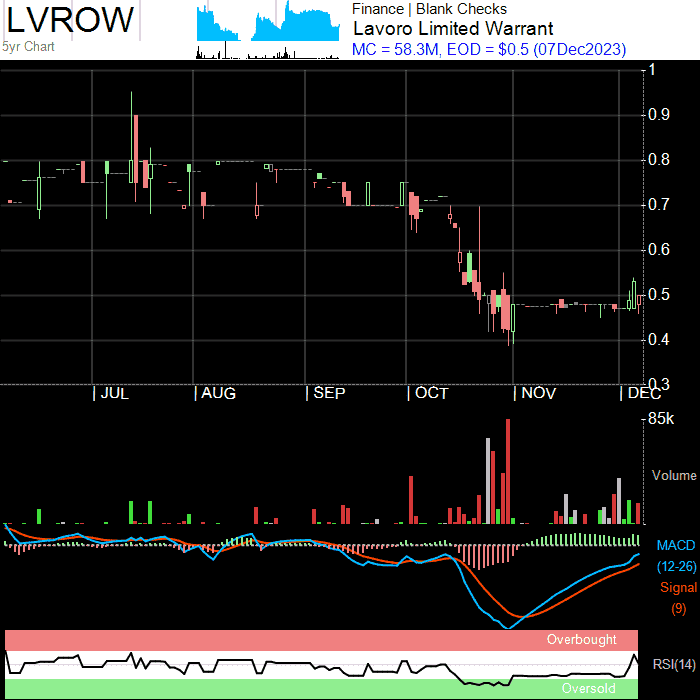 LVROW
5yr Chart
Finance | Blank Checks
Lavoro Limited Warrant
MC = 58.3M, EOD = $0.5 (07Dec2023)
1
0.9
0.8
0.7
0.6
0.5
0.4
0.3
| JUL | AUG | SEP | OCT | NOV | DEC
85k
Volume
MACD
(12-26)
Signal
(9)
Overbought
RSI(14)
Oversold